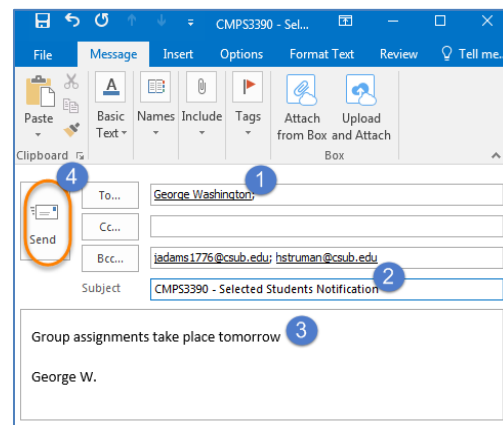 CMPS3390 - Sel...
File Message Insert Options Format Text Review Tell me.
Paste
Basic Text
Names
Include
Tags
Attach from Box
Upload and Attach
Clipboard
Box
4
1
To... George Washington;
Send
Cc...
Bcc... jadams1776@csub.edu; hstruman@csub.edu
2
Subject CMPS3390 - Selected Students Notification
Group assignments take place tomorrow 3
George W.